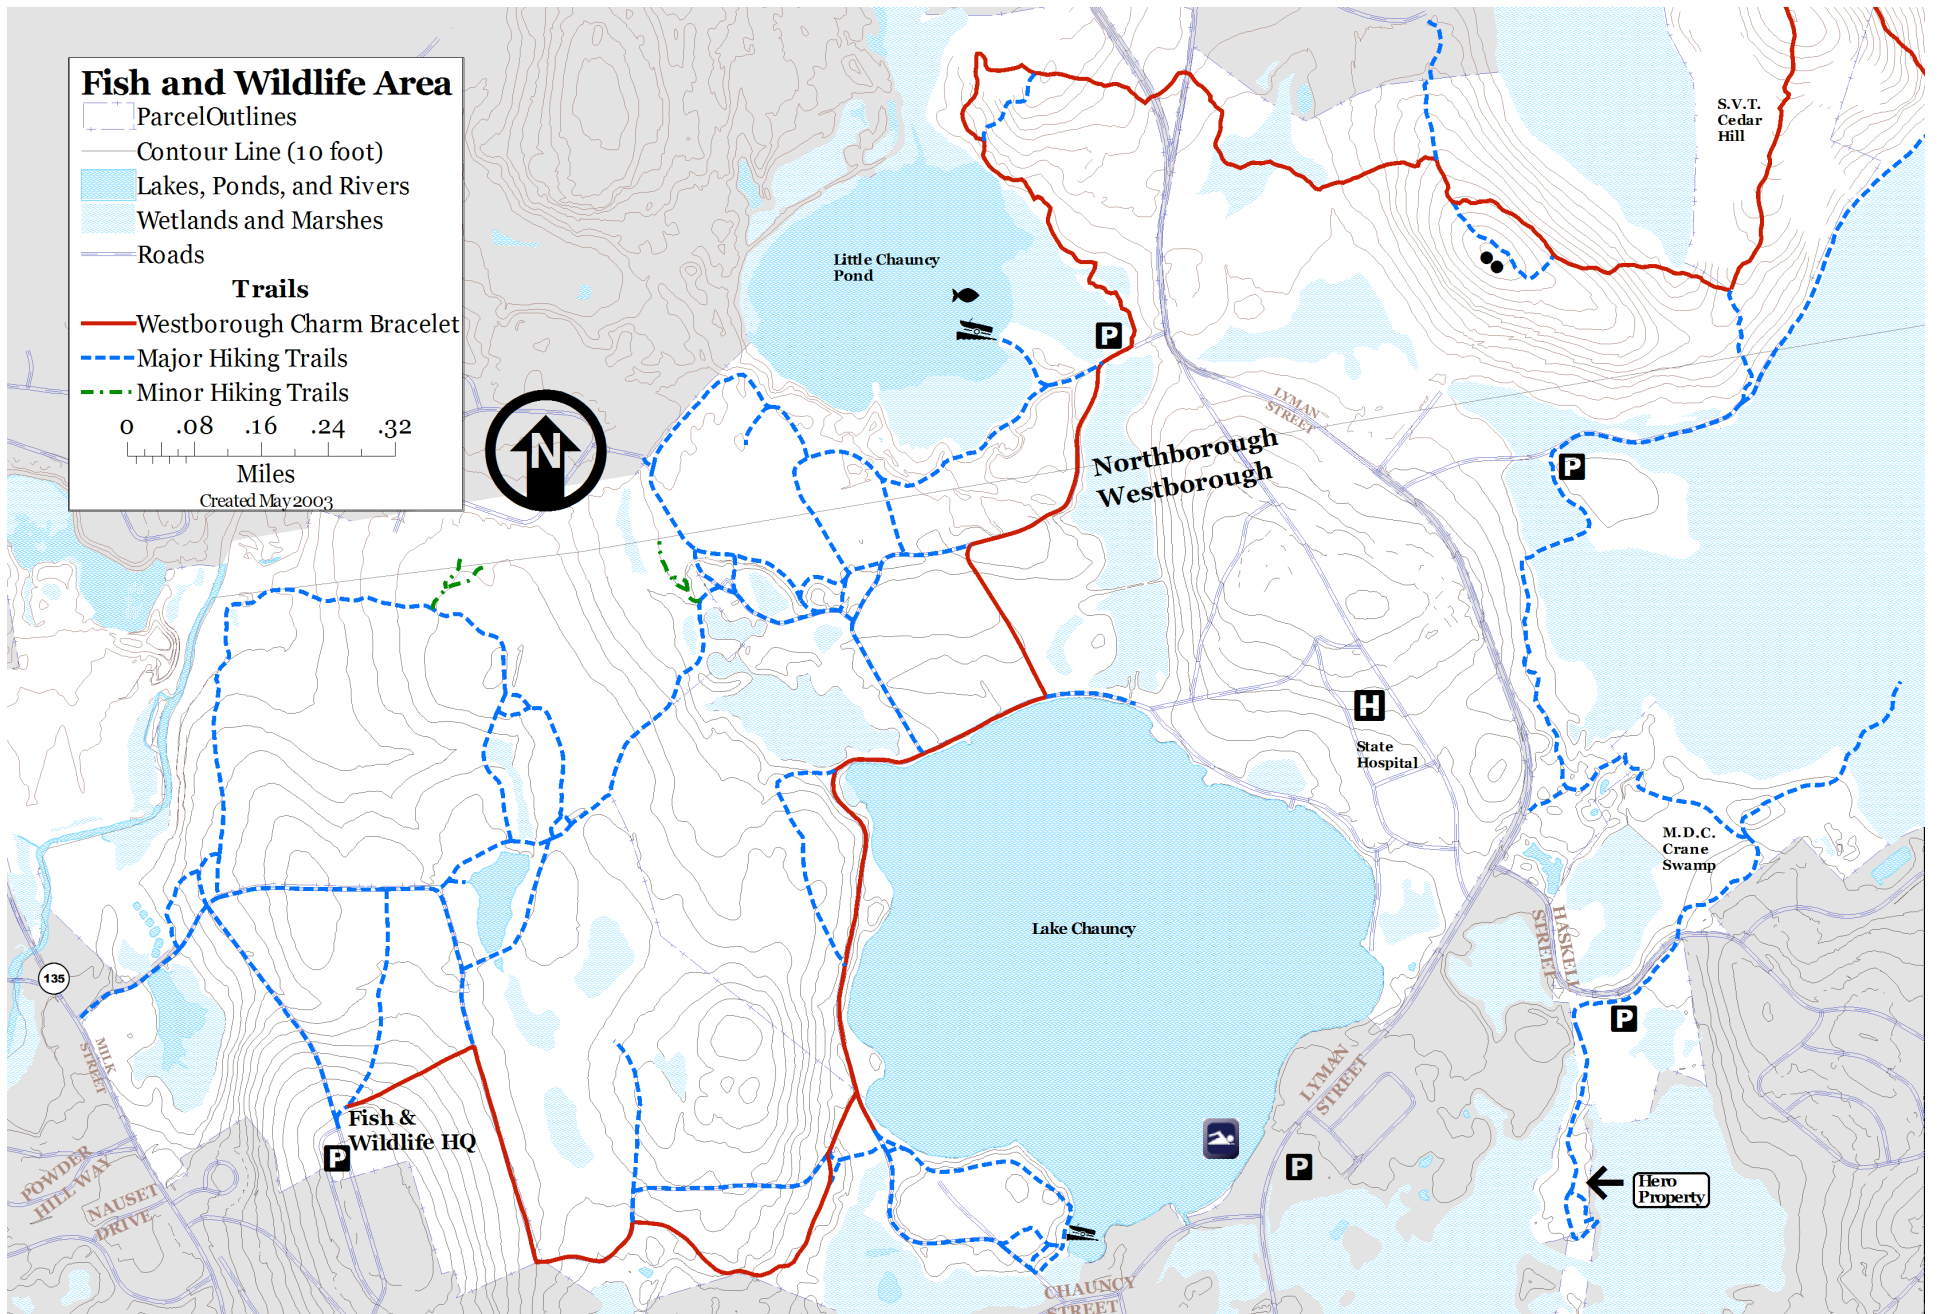 Fish and Wildlife Area
ParcelOutlines
Contour Line (10 foot)
Lakes, Ponds, and Rivers
Wetlands and Marshes
Roads
Trails
Westborough Charm Bracelet
Major Hiking Trails
Minor Hiking Trails
0 .08 .16 .24 .32
Miles
Created May 2003
N
S.V.T.
Cedar
Hill
Little Chauncy
Pond
P
LYMAN
STREET
Northborough
Westborough
P
H
State
Hospital
M.D.C.
Crane
Swamp
Lake Chauncy
HASKELL
STREET
135
P
MILK
STREET
LYMAN
STREET
Fish &
Wildlife HQ
P
P
POWDER
HILL WAY
NAUSET
DRIVE
Hero
Property
CHAUNCY
STREET